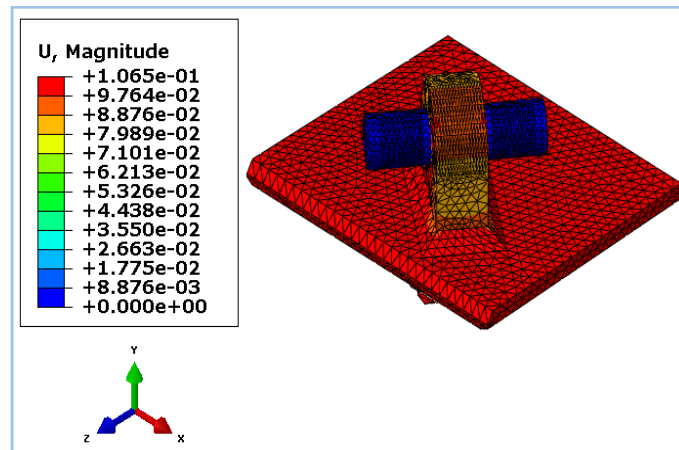 U, Magnitude
+1.065e-01
+9.764e-02
+8.876e-02
+7.989e-02
+7.101e-02
+6.213e-02
+5.326e-02
+4.438e-02
+3.550e-02
+2.663e-02
+1.775e-02
+8.876e-03
+0.000e+00
Y
Z
X